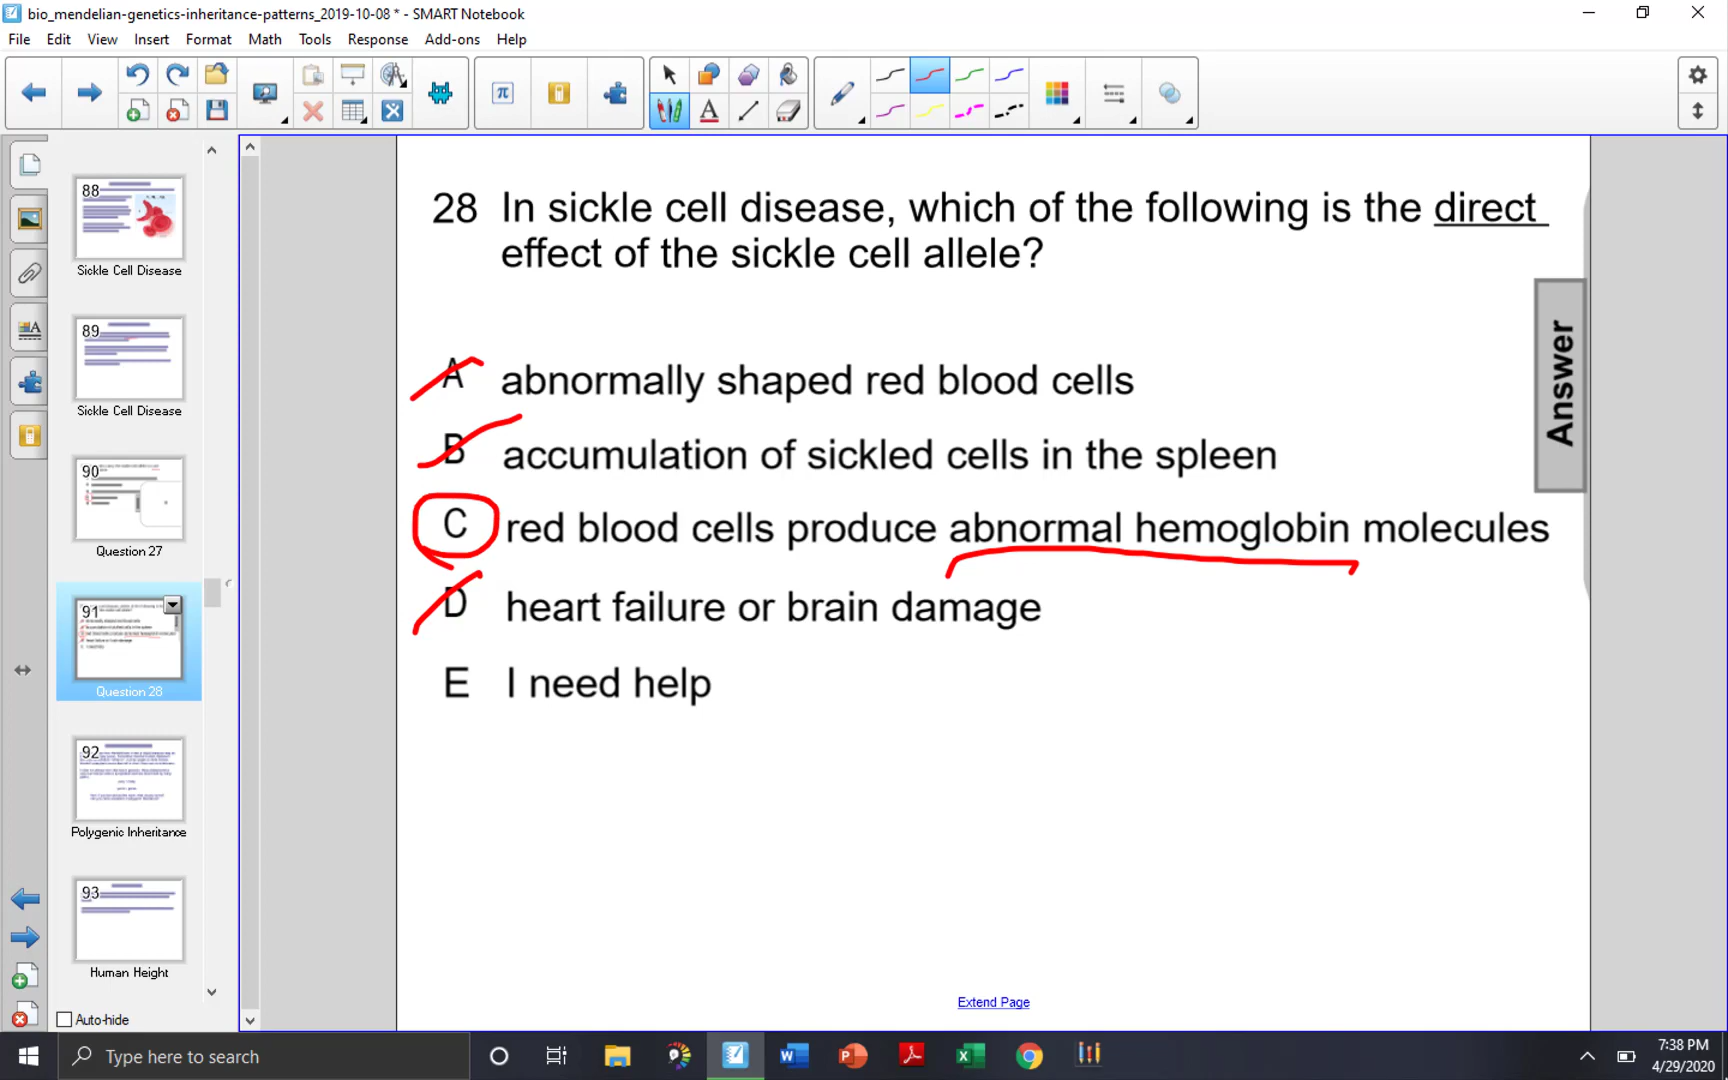 bio_mendelian-genetics-inheritance-patterns_2019-10-08 * - SMART Notebook
File Edit View Insert Format Math Tools Response Add-ons Help
88
Sickle Cell Disease
89
Sickle Cell Disease
90
Question 27
91
Question 28
92
Polygenic Inheritance
93
Human Height
Auto-hide
28 In sickle cell disease, which of the following is the direct
effect of the sickle cell allele?
A abnormally shaped red blood cells
B accumulation of sickled cells in the spleen
C red blood cells produce abnormal hemoglobin molecules
D heart failure or brain damage
E I need help
Answer
Extend Page
Type here to search
7:38 PM
4/29/2020